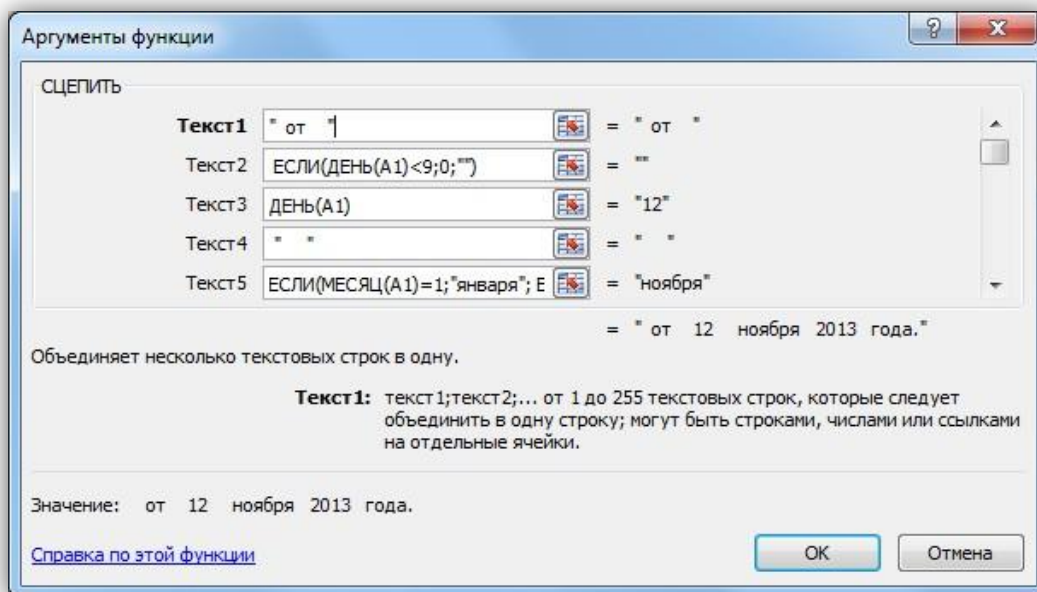 Аргументы функции
СЦЕПИТЬ
Текст1 " от " = " от "
Текст2 ЕСЛИ(ДЕНЬ(A1)<9;0;"") = ""
Текст3 ДЕНЬ(A1) = "12"
Текст4 " " = " "
Текст5 ЕСЛИ(МЕСЯЦ(A1)=1;"января"; Е = "ноября"
= " от 12 ноября 2013 года."
Объединяет несколько текстовых строк в одну.
Текст1: текст1;текст2;... от 1 до 255 текстовых строк, которые следует
объединить в одну строку; могут быть строками, числами или ссылками
на отдельные ячейки.
Значение: от 12 ноября 2013 года.
Справка по этой функции
ОК
Отмена